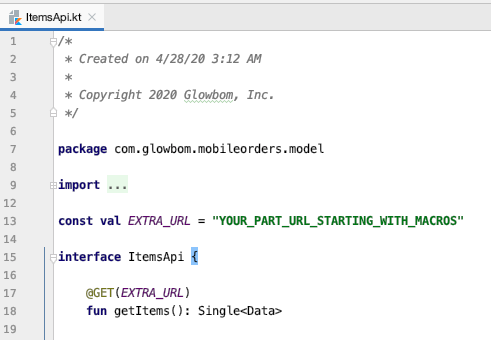 ItemsApi.kt
1 /*
2 * Created on 4/28/20 3:12 AM
3 *
4 * Copyright 2020 Glowbom, Inc.
5 */
6
7 package com.glowbom.mobileorders.model
8
9 import ...
12
13 const val EXTRA_URL = "YOUR_PART_URL_STARTING_WITH_MACROS"
14
15 interface ItemsApi {
16
17 @GET(EXTRA_URL)
18 fun getItems(): Single<Data>
19